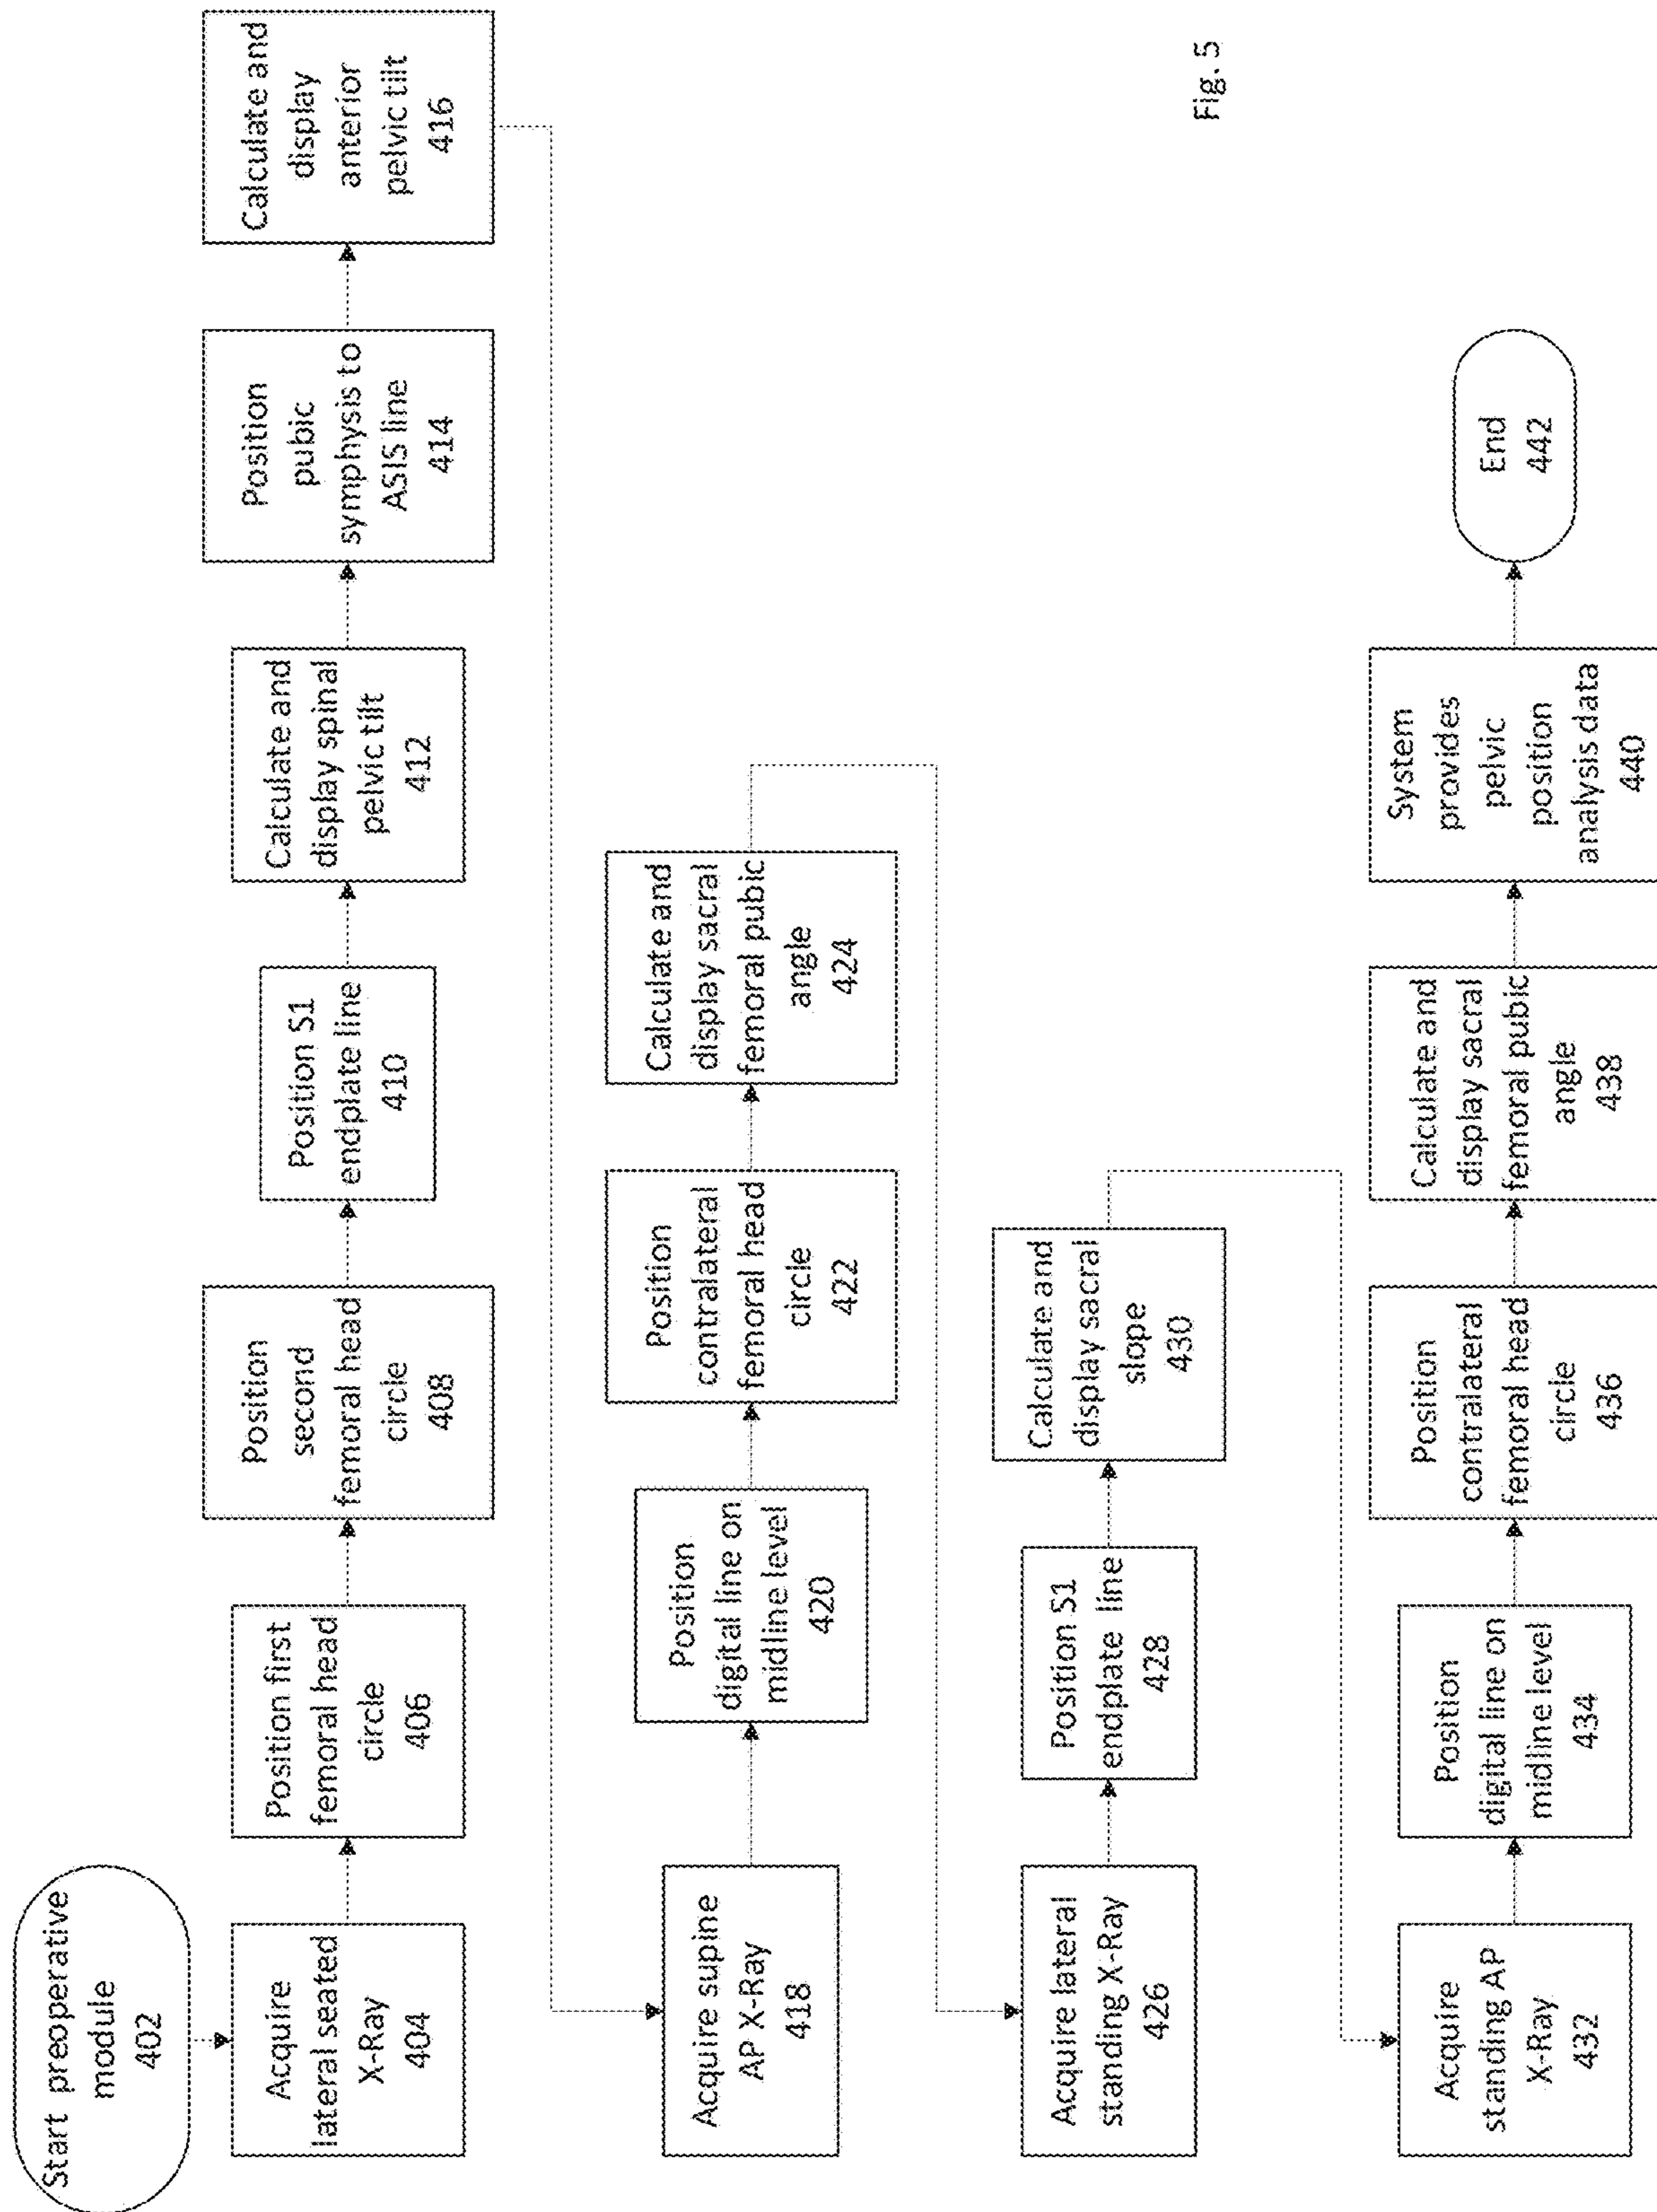 Start preoperative
module
402
Acquire
lateral seated
X-Ray
404
Position first
femoral head
circle
406
Position
second
femoral head
circle
408
Position S1
endplate line
410
Calculate and
display spinal
pelvic tilt
412
Position
pubic
symphysis to
ASIS line
414
Calculate and
display
anterior
pelvic tilt
416
Acquire supine
AP X-Ray
418
Position
digital line on
midline level
420
Position
contralateral
femoral head
circle
422
Calculate and
display sacral
femoral pubic
angle
424
Acquire lateral
standing X-Ray
426
Position S1
endplate line
428
Calculate and
display sacral
slope
430
Acquire
standing AP
X-Ray
432
Position
digital line on
midline level
434
Position
contralateral
femoral head
circle
436
Calculate and
display sacral
femoral pubic
angle
438
System
provides
pelvic
position
analysis data
440
End
442
Fig. 5